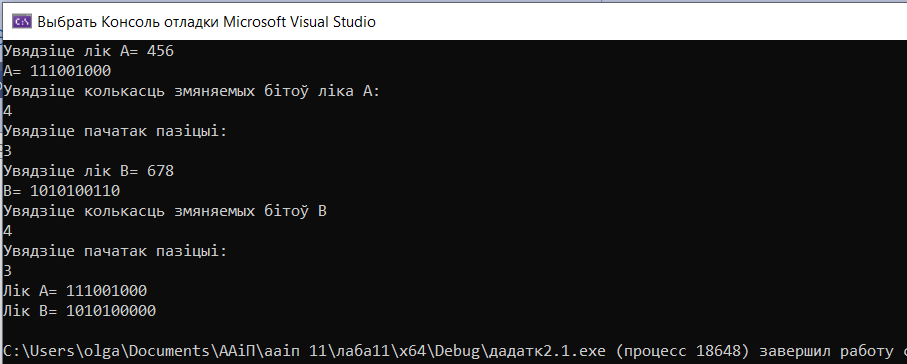 Выбрать Консоль отладки Microsoft Visual Studio
Увядзіце лік A= 456
A= 111001000
Увядзіце колькасць змяняемых бітоў ліка A:
4
Увядзіце пачатак пазіцыі:
3
Увядзіце лік B= 678
B= 1010100110
Увядзіце колькасць змяняемых бітоў B
4
Увядзіце пачатак пазіцыі:
3
Лік A= 111001000
Лік B= 1010100000
C:\Users\olga\Documents\ААіП\ааіп 11\лаба11\x64\Debug\дадатк2.1.exe (процесс 18648) завершил работу с